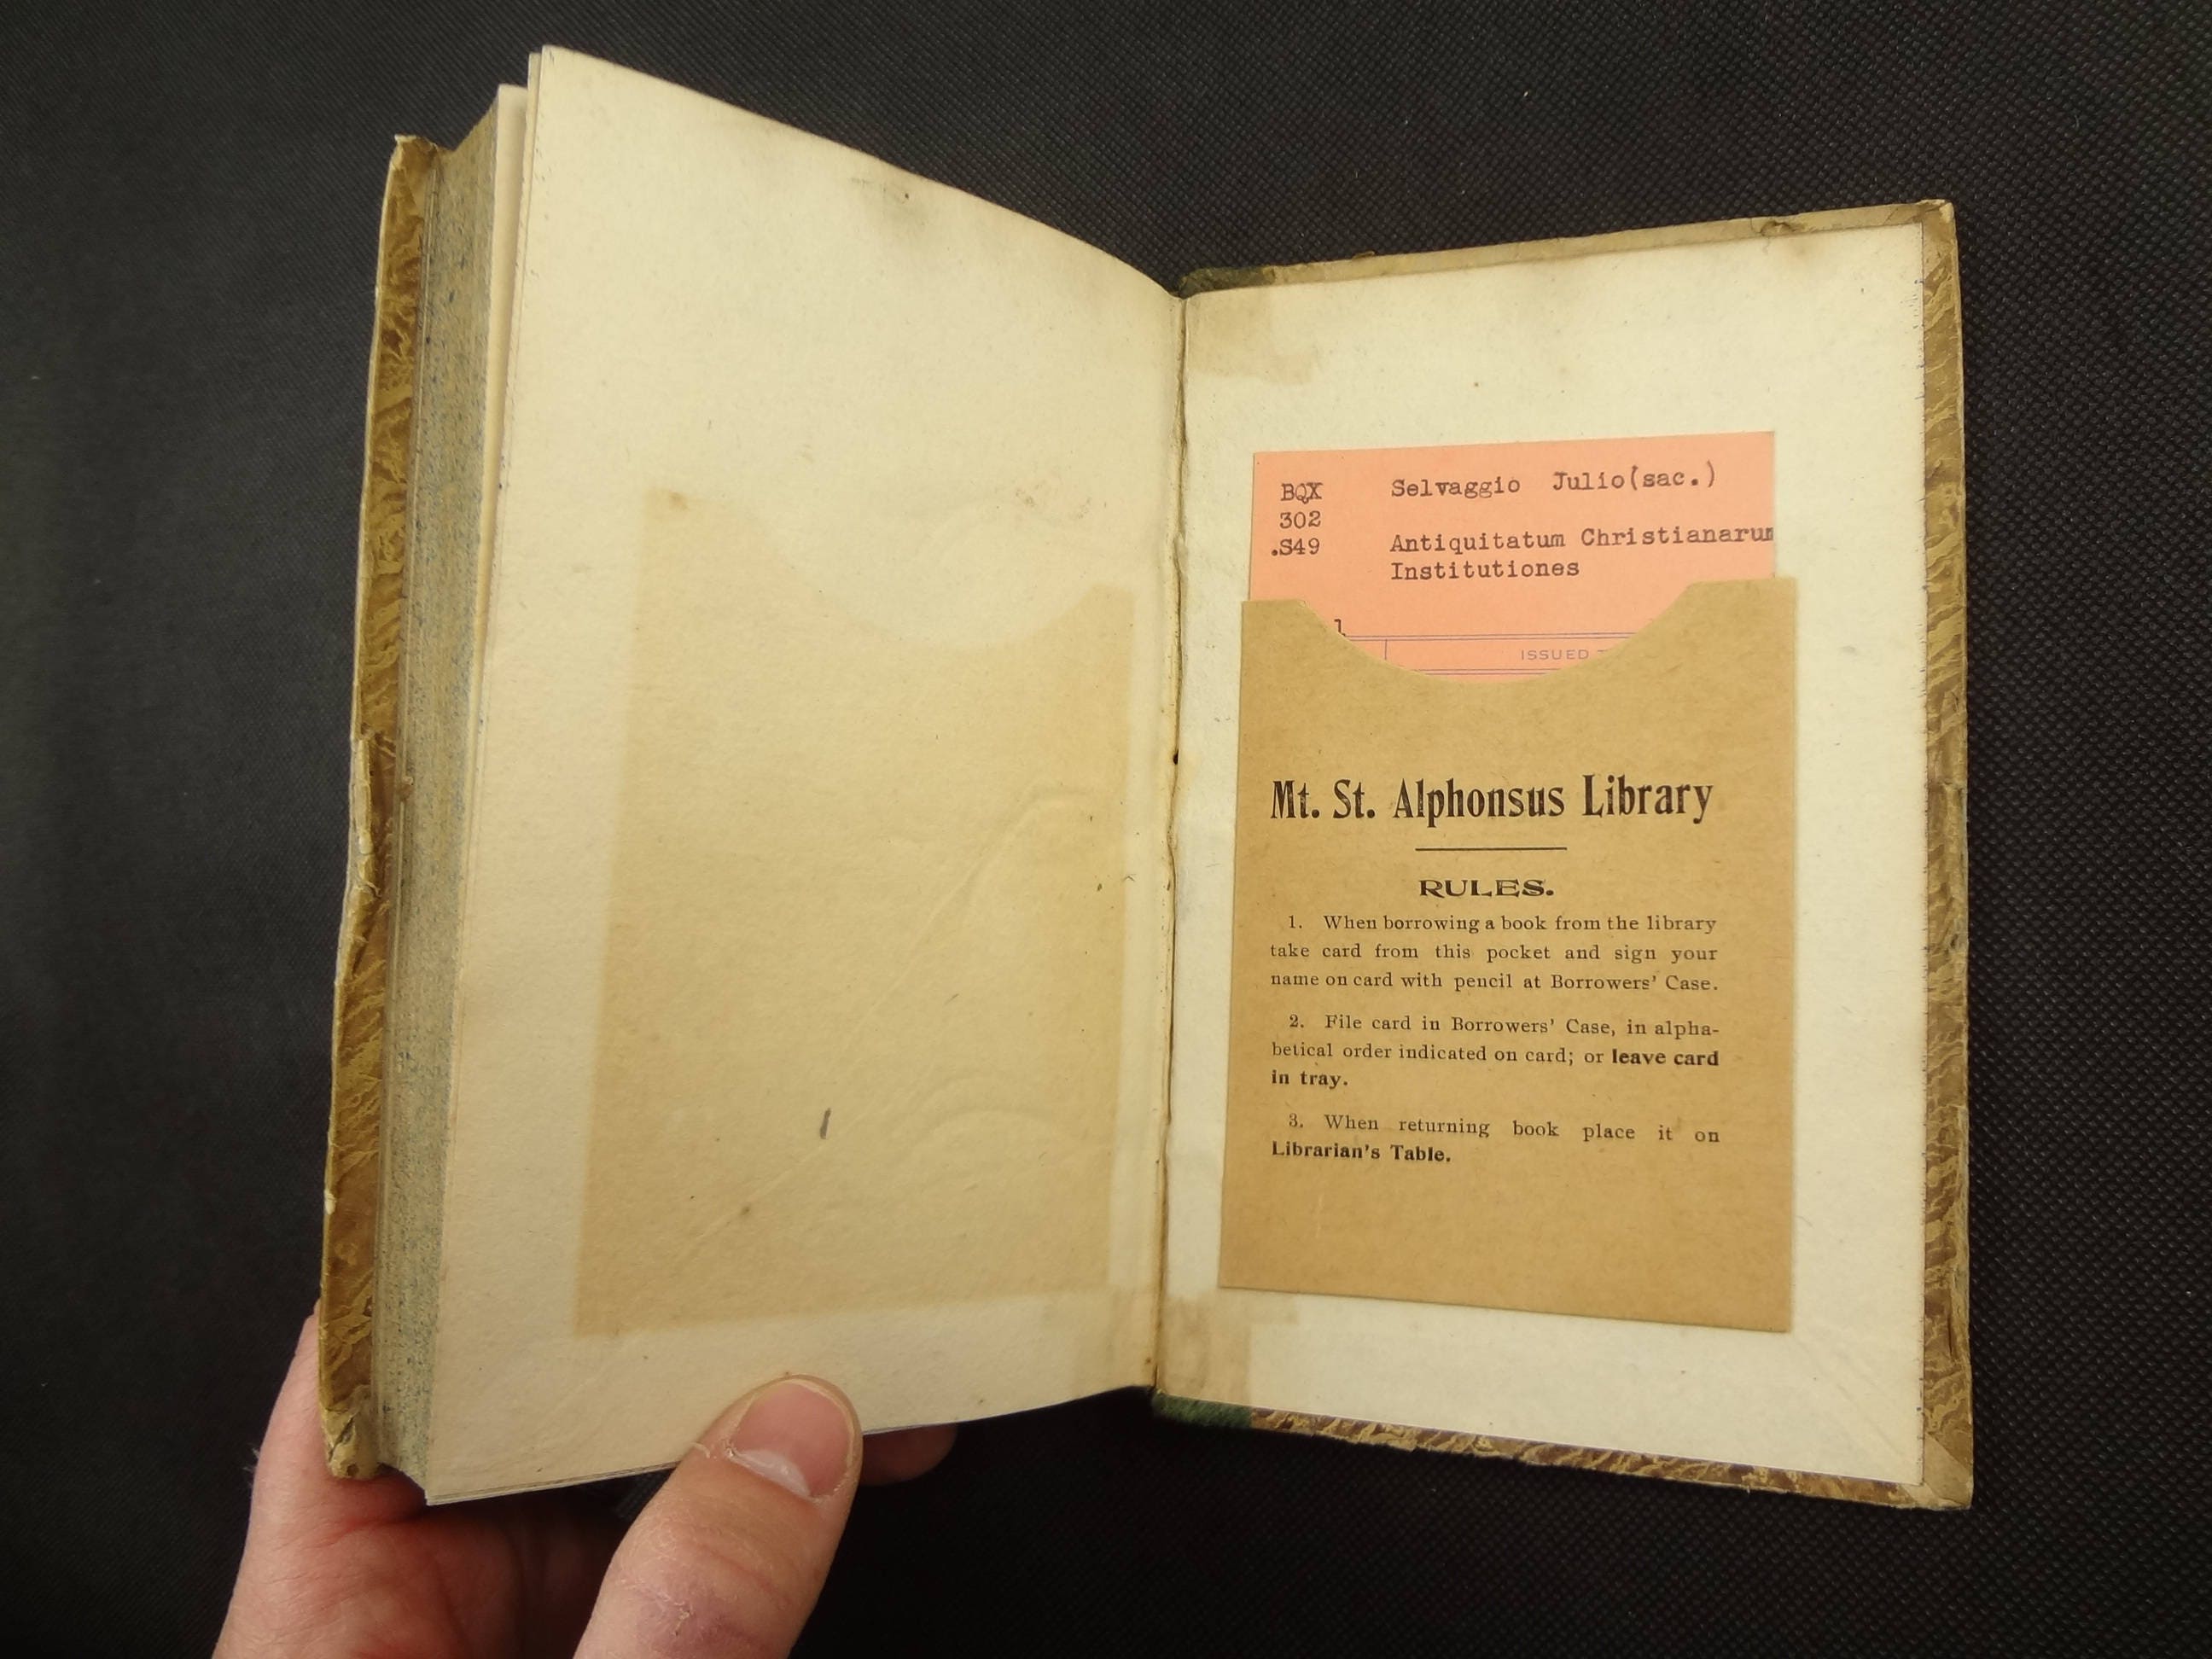 BQX Selvaggio Julio(sac.)
302
.S49 Antiquitatum Christianarum
Institutiones
1
ISSUED
Mt. St. Alphonsus Library
RULES.
1. When borrowing a book from the library
take card from this pocket and sign your
name on card with pencil at Borrowers' Case.
2. File card in Borrowers' Case, in alpha-
betical order indicated on card; or leave card
in tray.
3. When returning book place it on
Librarian's Table.